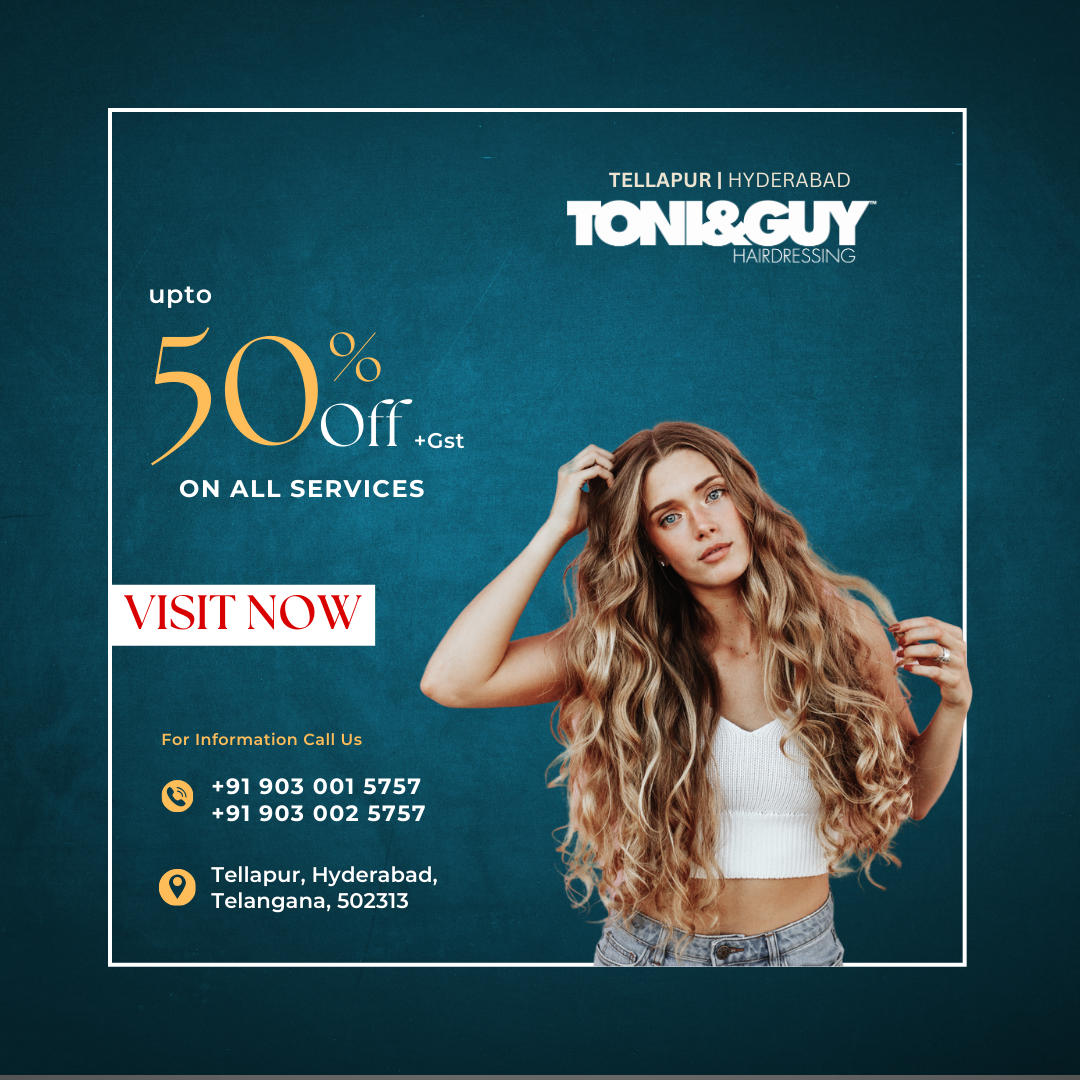 TELLAPUR | HYDERABAD
TONI&GUY™
HAIRDRESSING
upto
50%
Off +Gst
ON ALL SERVICES
VISIT NOW
For Information Call Us
+91 903 001 5757
+91 903 002 5757
Tellapur, Hyderabad,
Telangana, 502313